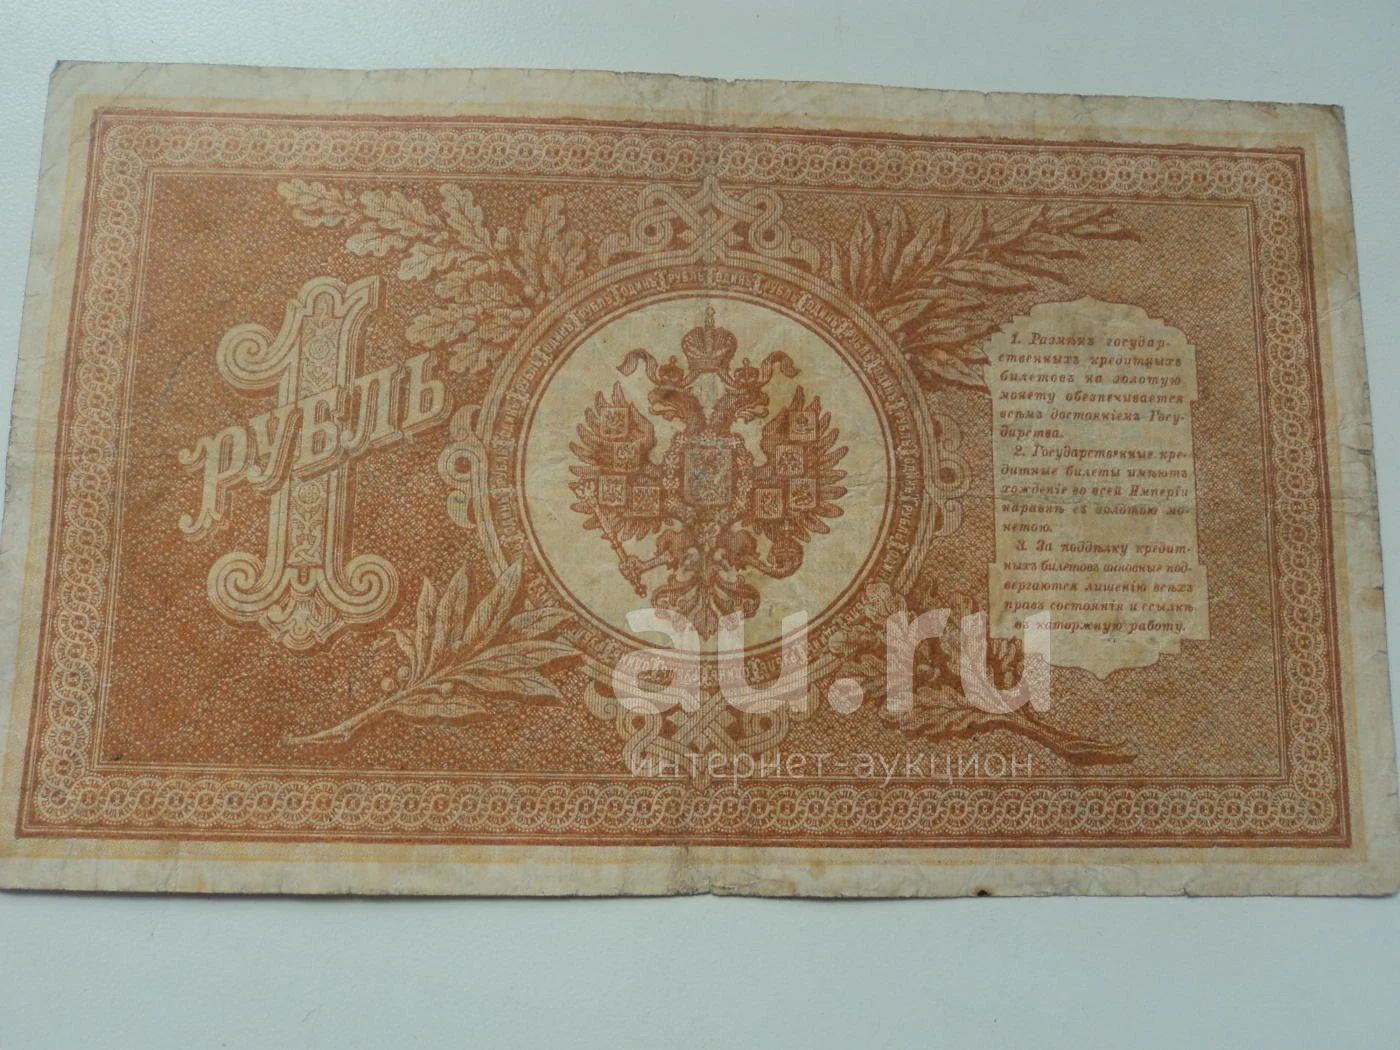 1
РУБЛЬ
1. Размѣнъ государ-
ственныхъ кредитныхъ
билетовъ на золотую
монету обезпечивается
всѣмъ достояніемъ Госу-
дарства.
2. Государственные кре-
дитные билеты имѣютъ
хожденіе во всей Имперіи
наравнѣ съ золотою мо-
нетою.
3. За поддѣлку кредит-
ныхъ билетовъ виновные под-
вергаются лишенію всѣхъ
правъ состоянія и ссылкѣ
въ каторжную работу.
au.ru
интернет-аукцион